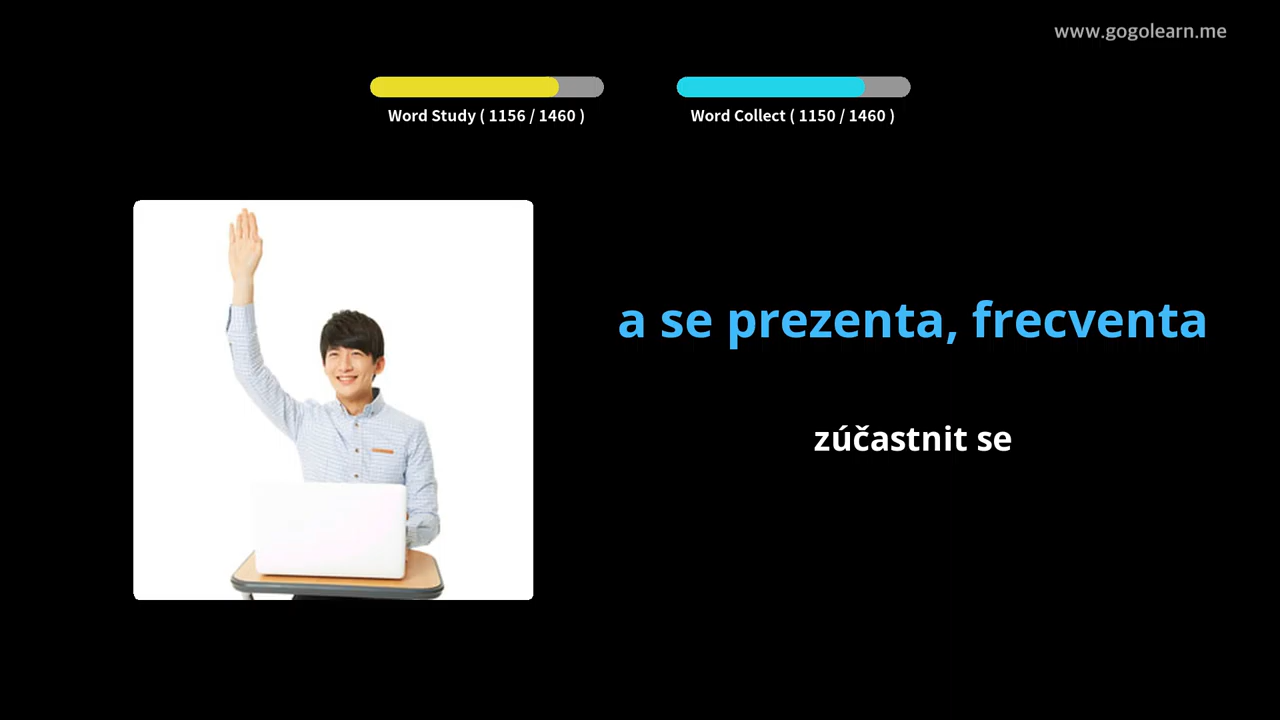 www.gogolearn.me
Word Study ( 1156 / 1460 )
Word Collect ( 1150 / 1460 )
a se prezenta, frecventa
zúčastnit se